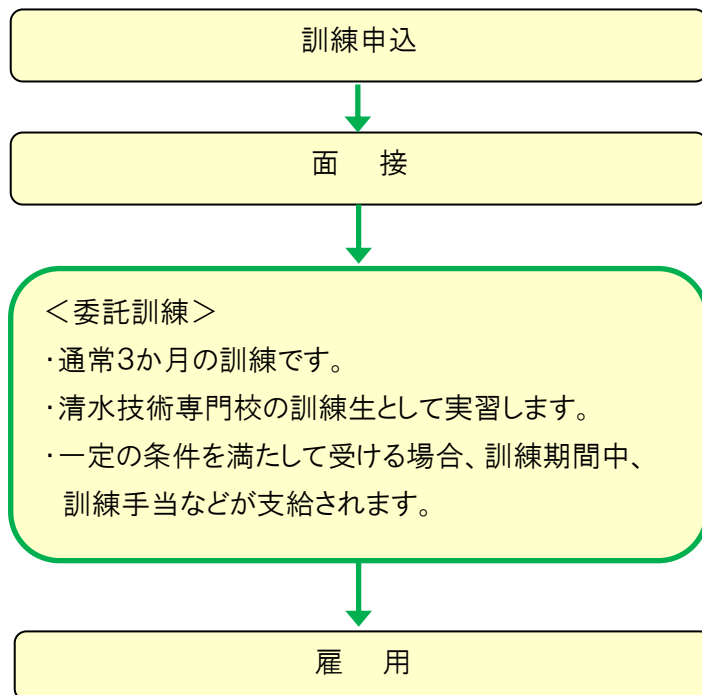 訓練申込
面　接
＜委託訓練＞
・通常3か月の訓練です。
・清水技術専門校の訓練生として実習します。
・一定の条件を満たして受ける場合、訓練期間中、
訓練手当などが支給されます。
雇　用